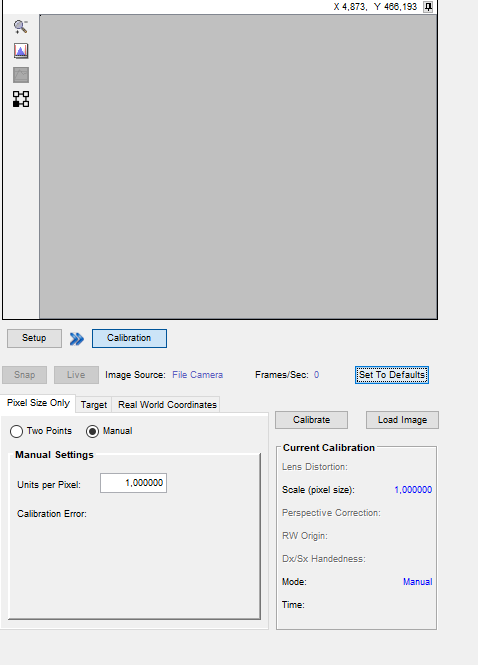 X 4,873, Y 466,193
Setup
Calibration
Snap
Live
Image Source: File Camera
Frames/Sec: 0
Set To Defaults
Pixel Size Only
Target
Real World Coordinates
Calibrate
Load Image
Two Points
Manual
Manual Settings
Units per Pixel: 1,000000
Calibration Error:
Current Calibration
Lens Distortion:
Scale (pixel size): 1,000000
Perspective Correction:
RW Origin:
Dx/Sx Handedness:
Mode: Manual
Time: